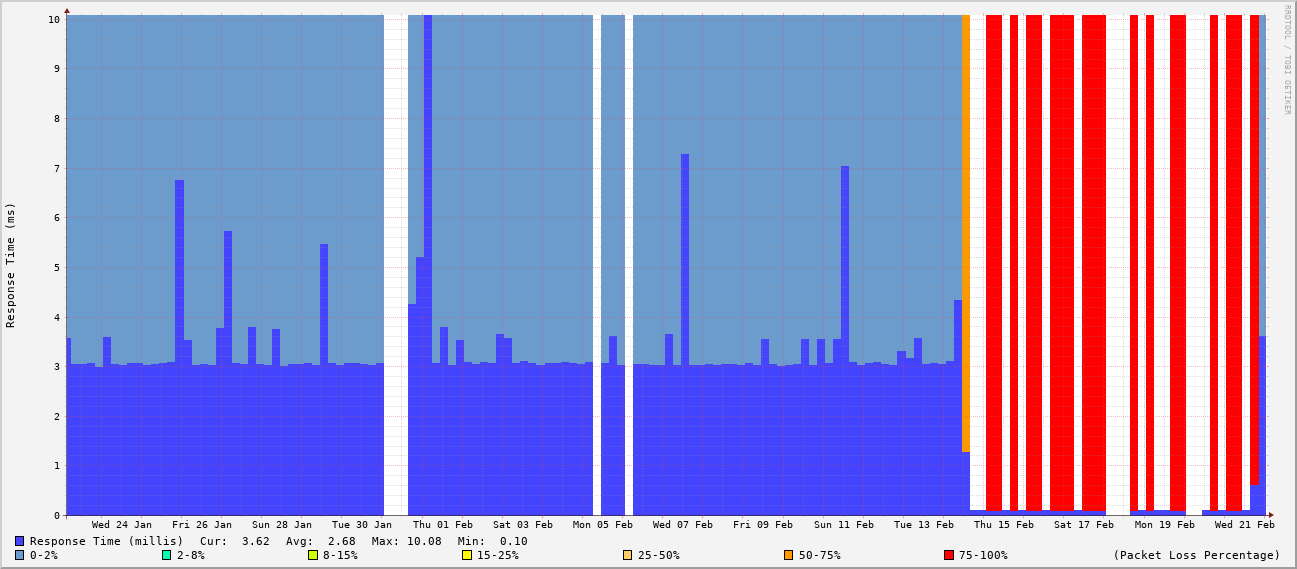 RRDTOOL / TOBI OETIKER
Response Time (ms)
10
9
8
7
6
5
4
3
2
1
0
Wed 24 Jan Fri 26 Jan Sun 28 Jan Tue 30 Jan Thu 01 Feb Sat 03 Feb Mon 05 Feb Wed 07 Feb Fri 09 Feb Sun 11 Feb Tue 13 Feb Thu 15 Feb Sat 17 Feb Mon 19 Feb Wed 21 Feb
Response Time (millis) Cur: 3.62 Avg: 2.68 Max: 10.08 Min: 0.10
0-2% 2-8% 8-15% 15-25% 25-50% 50-75% 75-100% (Packet Loss Percentage)